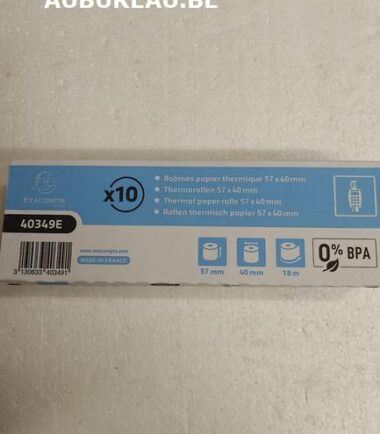 AUBUREAU.BE
EXACOMPTA
x10
Bobines papier thermique 57 x 40 mm
Thermorollen 57 x 40 mm
Thermal paper rolls 57 x 40 mm
Rollen thermisch papier 57 x 40 mm
40349E
www.exacompta.com
MADE IN FRANCE
57 mm
40 mm
18 m
0% BPA
3 130633 403491